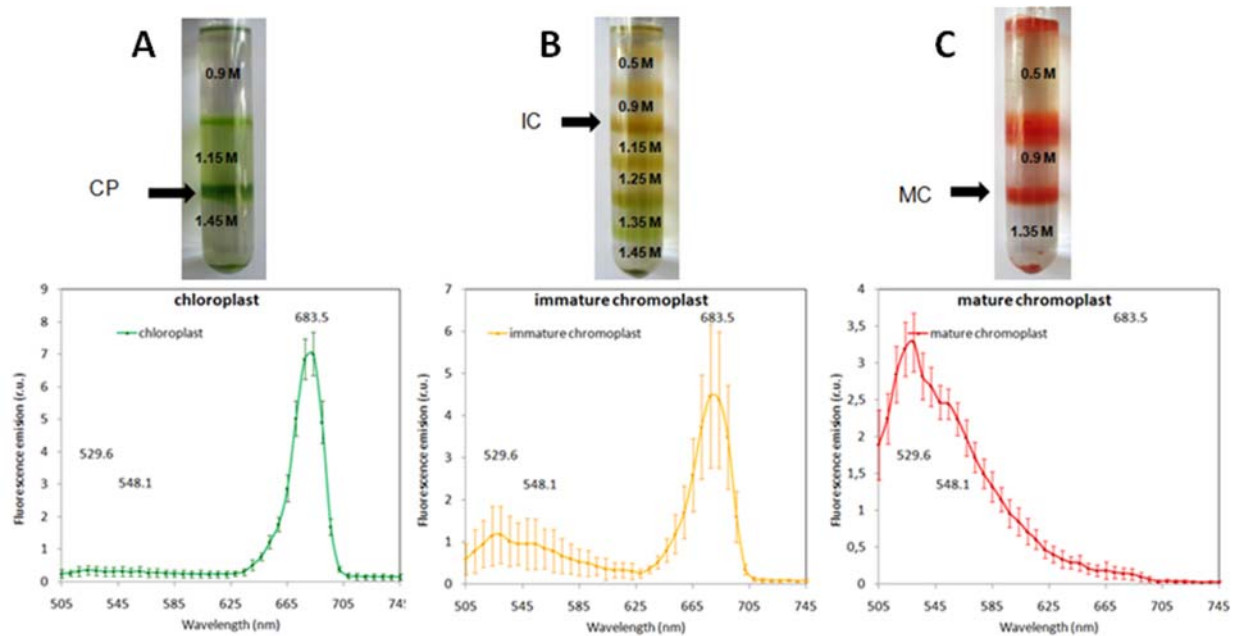 A
0.9 M
1.15 M
CP
1.45 M
B
0.5 M
0.9 M
IC
1.15 M
1.25 M
1.35 M
1.45 M
C
0.5 M
0.9 M
MC
1.35 M
chloroplast
chloroplast
683.5
529.6
548.1
Fluorescence emision (r.u.)
9
8
7
6
5
4
3
2
1
0
505 545 585 625 665 705 745
Wavelength (nm)
immature chromoplast
683.5
immature chromoplast
529.6
548.1
Fluorescence emision (r.u.)
7
6
5
4
3
2
1
0
505 545 585 625 665 705 745
Wavelength (nm)
mature chromoplast
683.5
mature chromoplast
529.6
548.1
Fluorescence emision (r.u.)
4
3,5
3
2,5
2
1,5
1
0,5
0
505 545 585 625 665 705 745
Wavelength (nm)